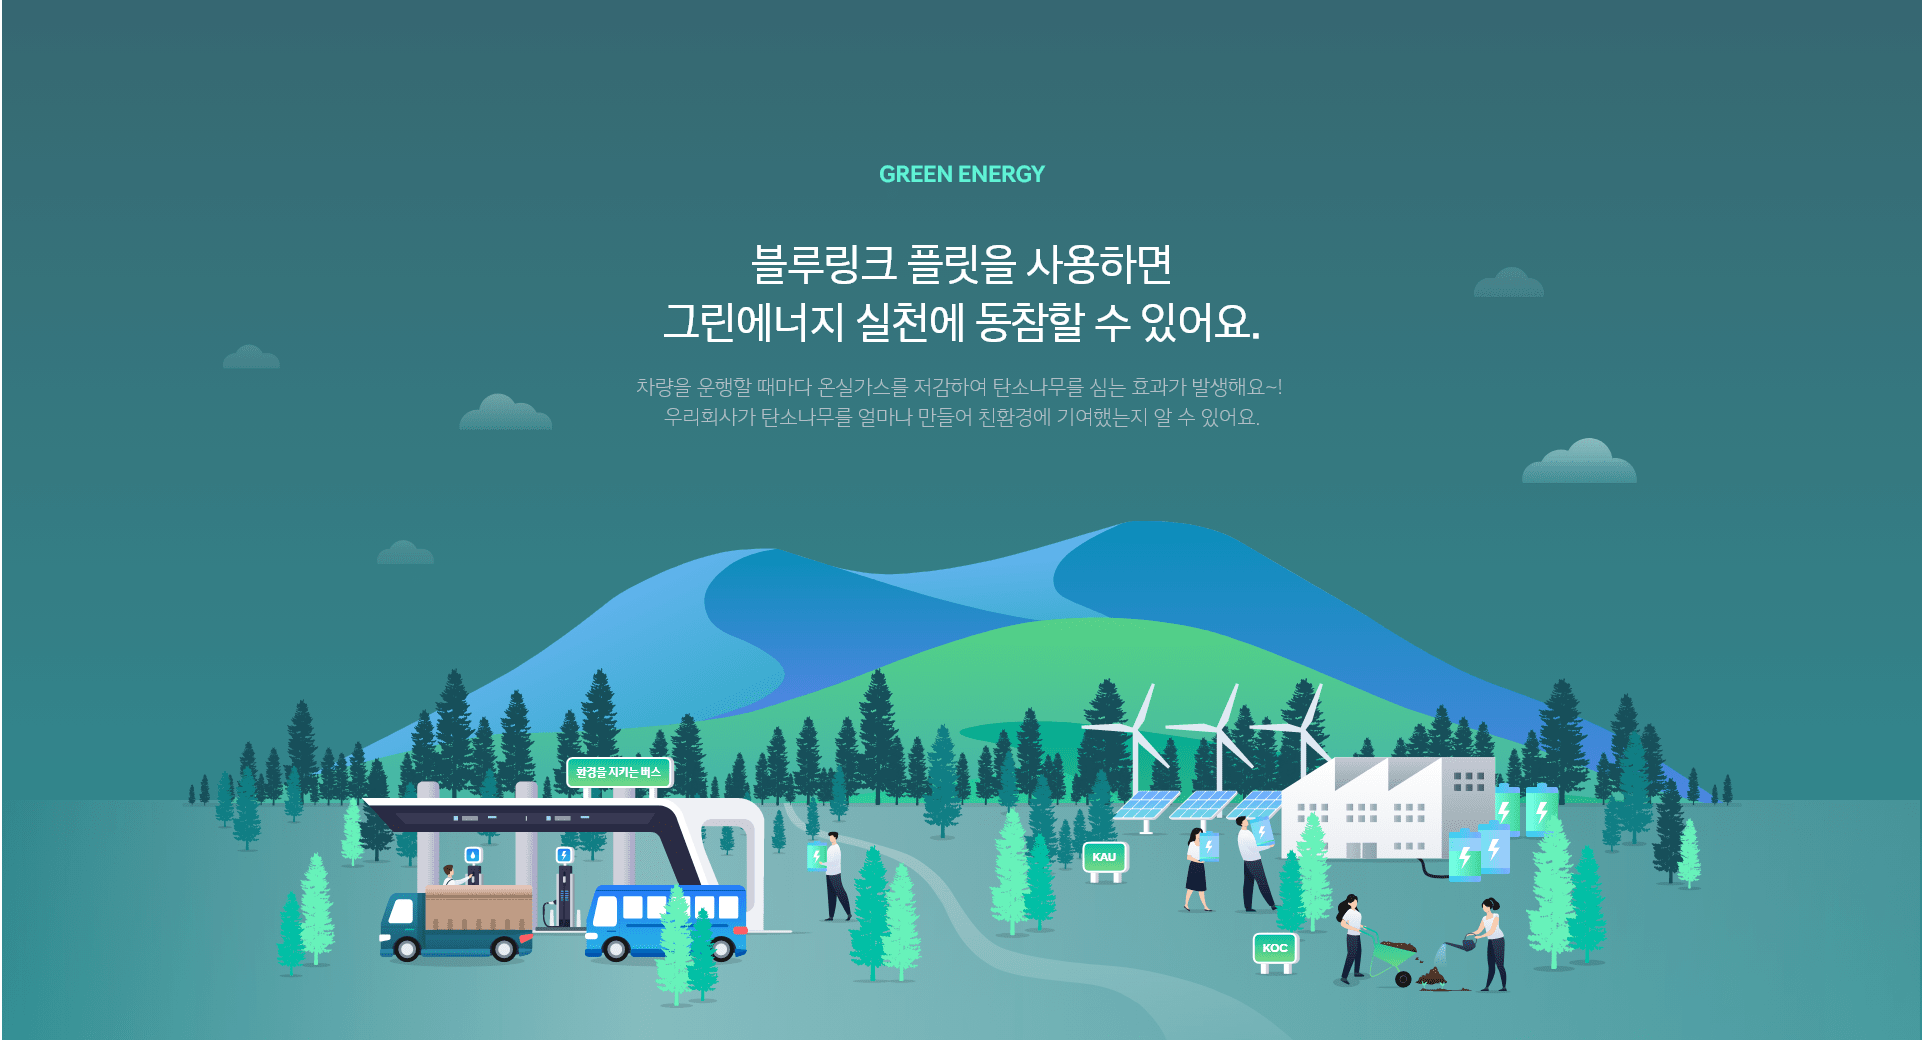 GREEN ENERGY
블루링크 플릿을 사용하면
그린에너지 실천에 동참할 수 있어요.
차량을 운행할 때마다 온실가스를 저감하여 탄소나무를 심는 효과가 발생해요~!
우리회사가 탄소나무를 얼마나 만들어 친환경에 기여했는지 알 수 있어요.
환경을 지키는 버스
KAU
KOC